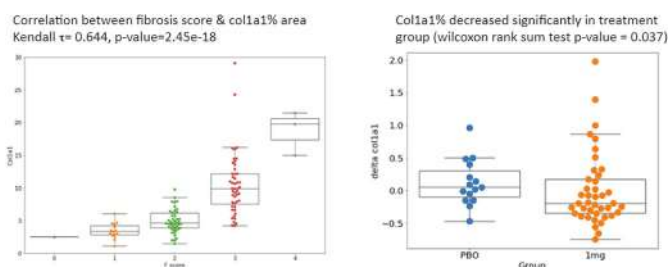 Correlation between fibrosis score & col1a1% area
Kendall τ= 0.644, p-value=2.45e-18
Col1a1% decreased significantly in treatment
group (wilcoxon rank sum test p-value = 0.037)
30
25
20
15
10
5
0
Col1a1
0 1 2 3 4
F score
2.0
1.5
1.0
0.5
0.0
−0.5
delta col1a1
PBO 1mg
Group